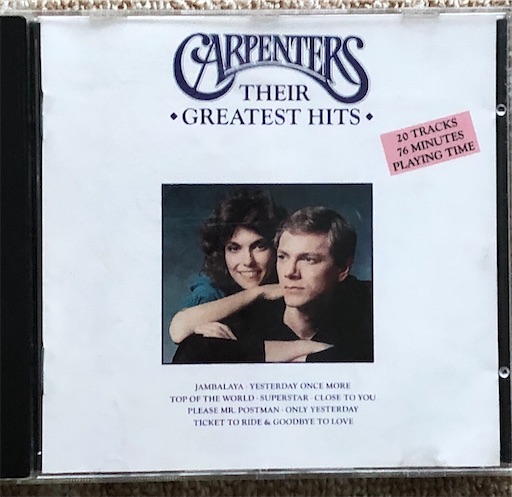 CARPENTERS
THEIR
• GREATEST HITS •
20 TRACKS
76 MINUTES
PLAYING TIME
JAMBALAYA · YESTERDAY ONCE MORE
TOP OF THE WORLD · SUPERSTAR · CLOSE TO YOU
PLEASE MR. POSTMAN · ONLY YESTERDAY
TICKET TO RIDE & GOODBYE TO LOVE